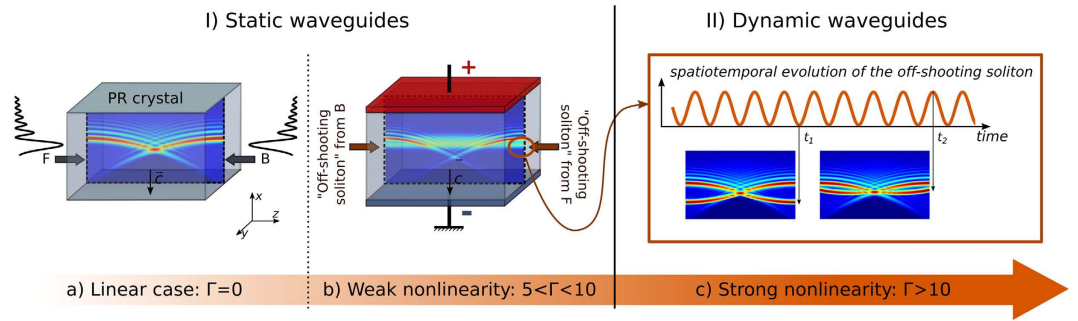 I) Static waveguides
II) Dynamic waveguides
PR crystal
F
B
c̅
x
z
y
"Off-shooting
soliton" from B
+
c
-
"Off-shooting
soliton" from F
spatiotemporal evolution of the off-shooting soliton
time
t₁
t₂
a) Linear case: Γ=0
b) Weak nonlinearity: 5<Γ<10
c) Strong nonlinearity: Γ>10